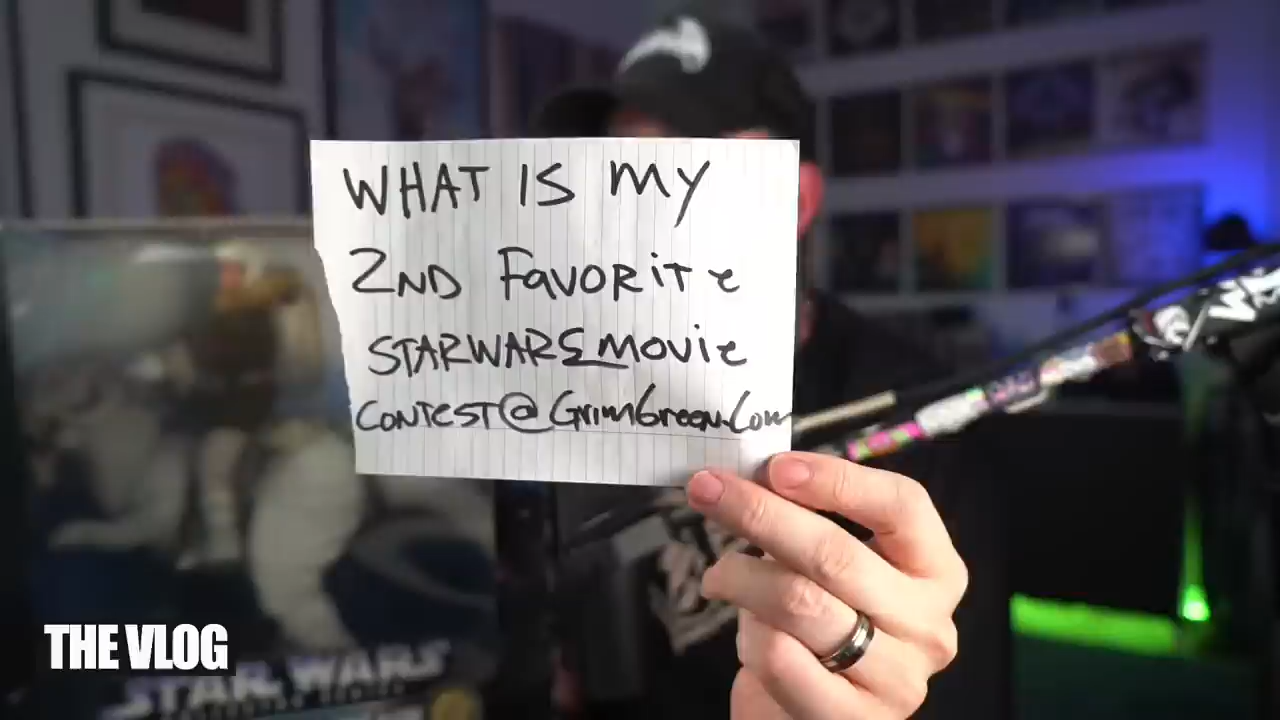 WHAT IS MY
2ND FAVORITE
STARWARS MOVIE
CONTEST@GrimGreen.Com
THE VLOG
STAR WARS